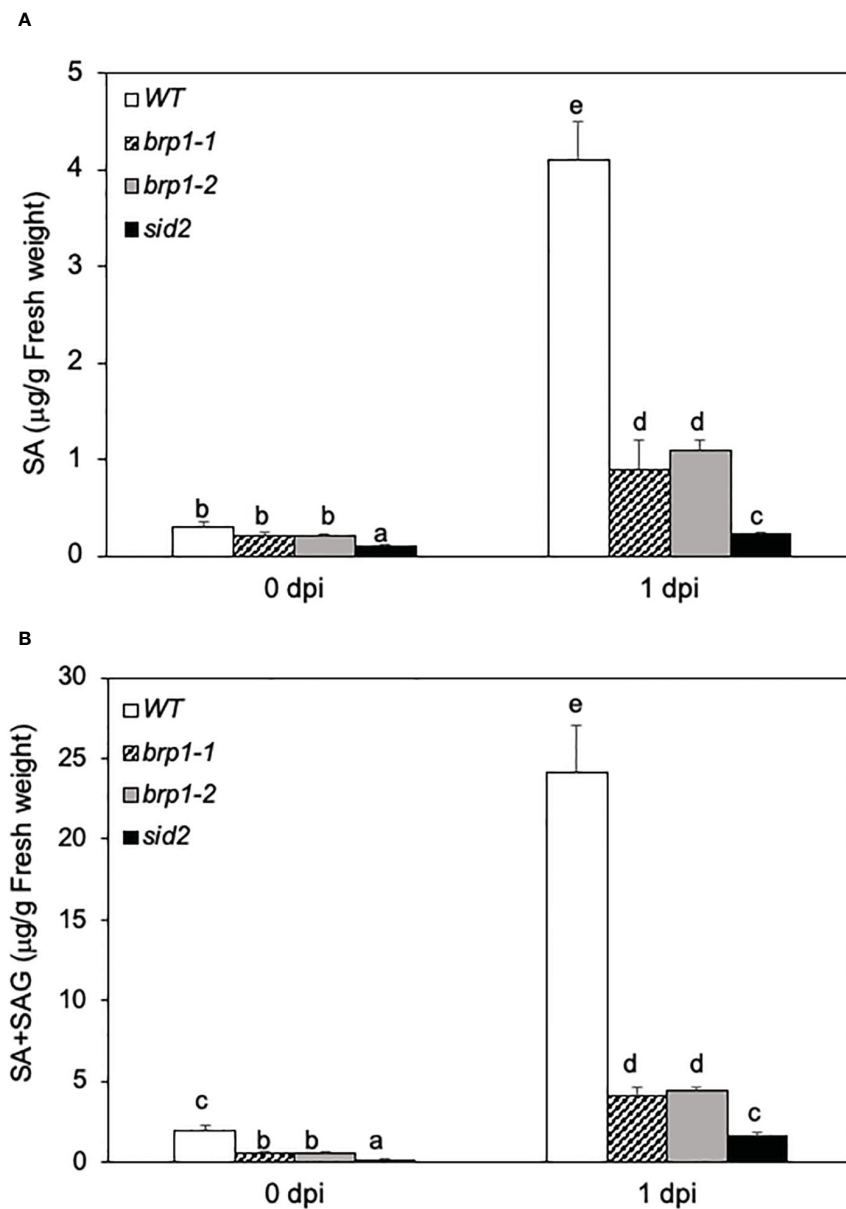 A
SA (μg/g Fresh weight)
5
4
3
2
1
0
WT
brp1-1
brp1-2
sid2
b
b
b
a
e
d
d
c
0 dpi
1 dpi
B
SA+SAG (μg/g Fresh weight)
30
25
20
15
10
5
0
WT
brp1-1
brp1-2
sid2
c
b
b
a
e
d
d
c
0 dpi
1 dpi